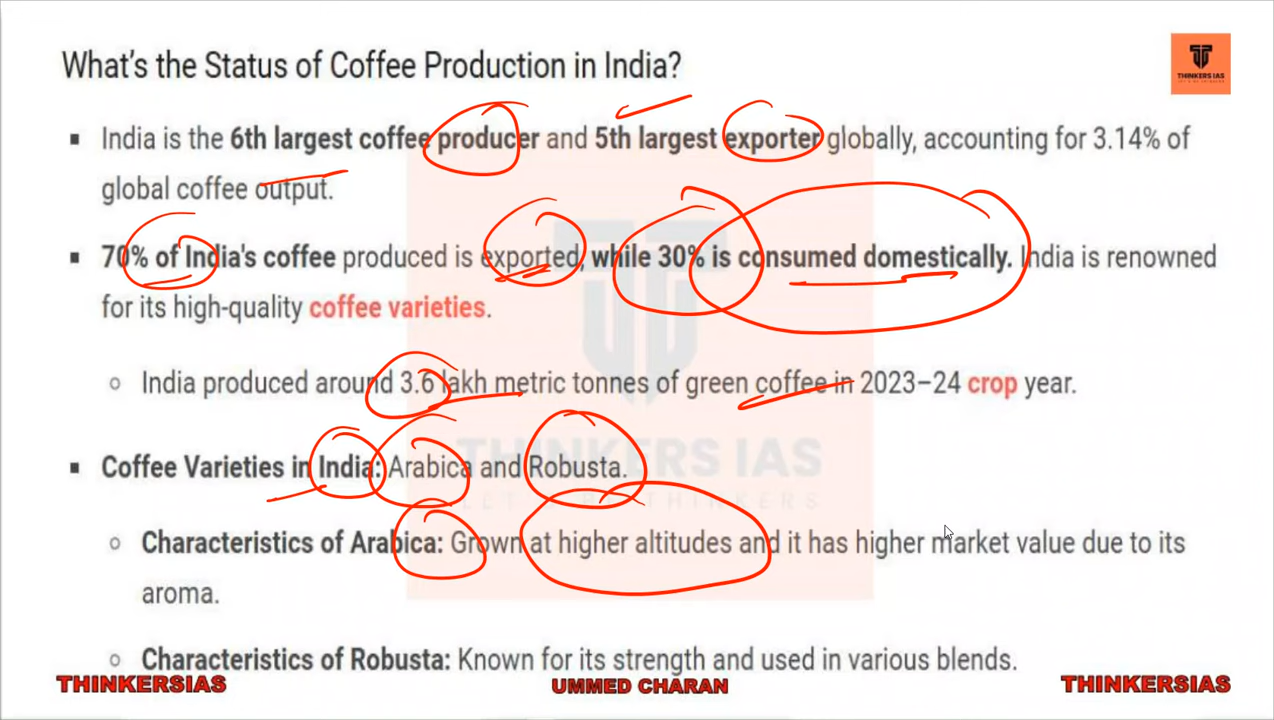 What's the Status of Coffee Production in India?
THINKERS IAS
▪ India is the 6th largest coffee producer and 5th largest exporter globally, accounting for 3.14% of
global coffee output.
▪ 70% of India's coffee produced is exported, while 30% is consumed domestically. India is renowned
for its high-quality coffee varieties.
o India produced around 3.6 lakh metric tonnes of green coffee in 2023–24 crop year.
▪ Coffee Varieties in India: Arabica and Robusta.
THINKERS IAS
o Characteristics of Arabica: Grown at higher altitudes and it has higher market value due to its
aroma.
o Characteristics of Robusta: Known for its strength and used in various blends.
THINKERSIAS UMMED CHARAN THINKERSIAS